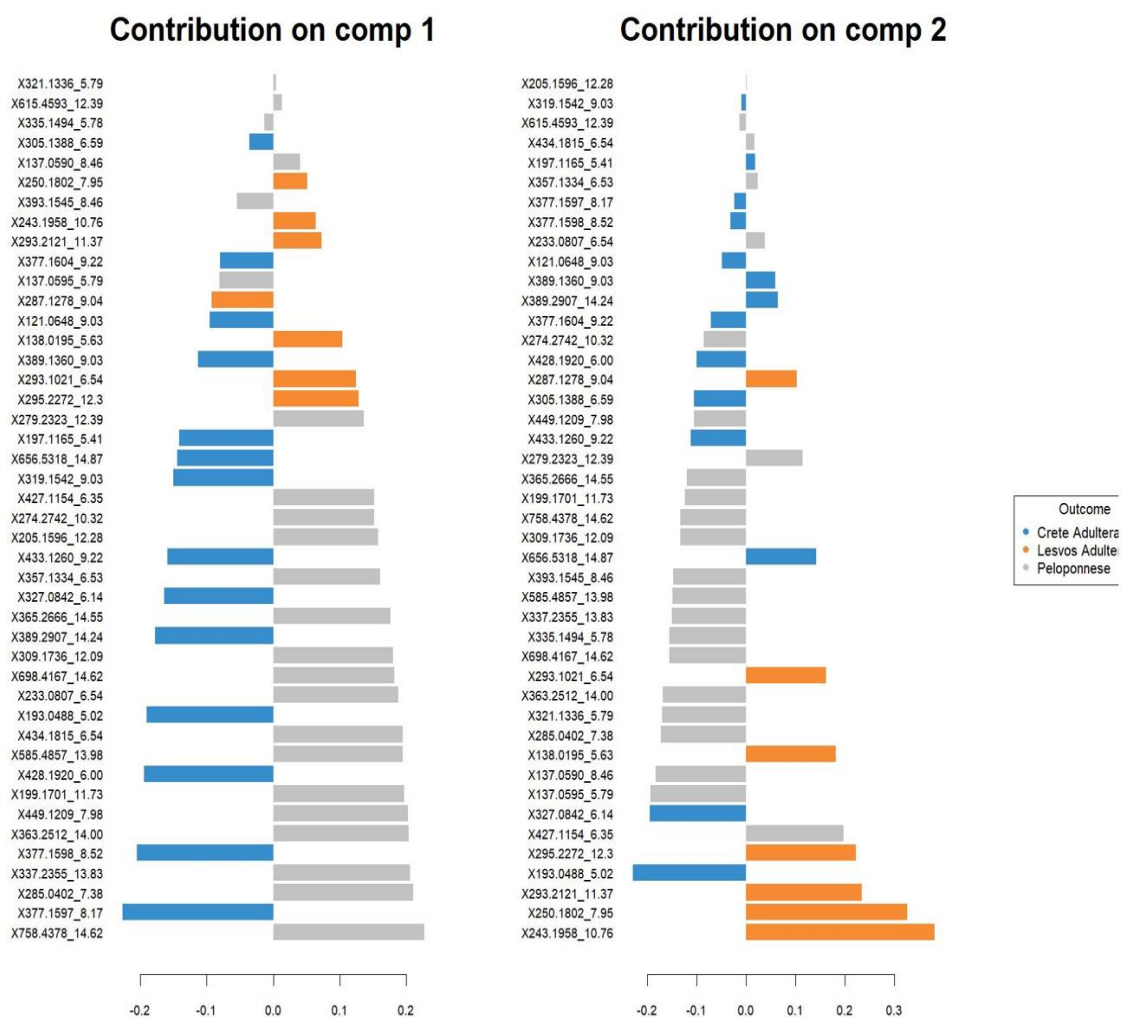 Contribution on comp 1
X321.1336_5.79
X615.4593_12.39
X335.1494_5.78
X305.1388_6.59
X137.0590_8.46
X250.1802_7.95
X393.1545_8.46
X243.1958_10.76
X293.2121_11.37
X377.1604_9.22
X137.0595_5.79
X287.1278_9.04
X121.0648_9.03
X138.0195_5.63
X389.1360_9.03
X293.1021_6.54
X295.2272_12.3
X279.2323_12.39
X197.1165_5.41
X656.5318_14.87
X319.1542_9.03
X427.1154_6.35
X274.2742_10.32
X205.1596_12.28
X433.1260_9.22
X357.1334_6.53
X327.0842_6.14
X365.2666_14.55
X389.2907_14.24
X309.1736_12.09
X698.4167_14.62
X233.0807_6.54
X193.0488_5.02
X434.1815_6.54
X585.4857_13.98
X428.1920_6.00
X199.1701_11.73
X449.1209_7.98
X363.2512_14.00
X377.1598_8.52
X337.2355_13.83
X285.0402_7.38
X377.1597_8.17
X758.4378_14.62
-0.2 -0.1 0.0 0.1 0.2
Contribution on comp 2
X205.1596_12.28
X319.1542_9.03
X615.4593_12.39
X434.1815_6.54
X197.1165_5.41
X357.1334_6.53
X377.1597_8.17
X377.1598_8.52
X233.0807_6.54
X121.0648_9.03
X389.1360_9.03
X389.2907_14.24
X377.1604_9.22
X274.2742_10.32
X428.1920_6.00
X287.1278_9.04
X305.1388_6.59
X449.1209_7.98
X433.1260_9.22
X279.2323_12.39
X365.2666_14.55
X199.1701_11.73
X758.4378_14.62
X309.1736_12.09
X656.5318_14.87
X393.1545_8.46
X585.4857_13.98
X337.2355_13.83
X335.1494_5.78
X698.4167_14.62
X293.1021_6.54
X363.2512_14.00
X321.1336_5.79
X285.0402_7.38
X138.0195_5.63
X137.0590_8.46
X137.0595_5.79
X327.0842_6.14
X427.1154_6.35
X295.2272_12.3
X193.0488_5.02
X293.2121_11.37
X250.1802_7.95
X243.1958_10.76
-0.2 -0.1 0.0 0.1 0.2 0.3
Outcome
Crete Adultera
Lesvos Adulte
Peloponnese